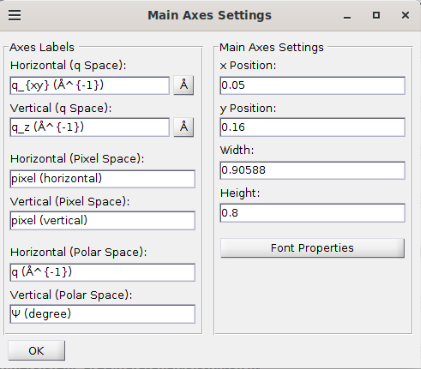 Main Axes Settings
Axes Labels
Horizontal (q Space):
q_{xy} (Å^{-1})
Å
Vertical (q Space):
q_z (Å^{-1})
Å
Horizontal (Pixel Space):
pixel (horizontal)
Vertical (Pixel Space):
pixel (vertical)
Horizontal (Polar Space):
q (Å^{-1})
Vertical (Polar Space):
Ψ (degree)
Main Axes Settings
x Position:
0.05
y Position:
0.16
Width:
0.90588
Height:
0.8
Font Properties
OK